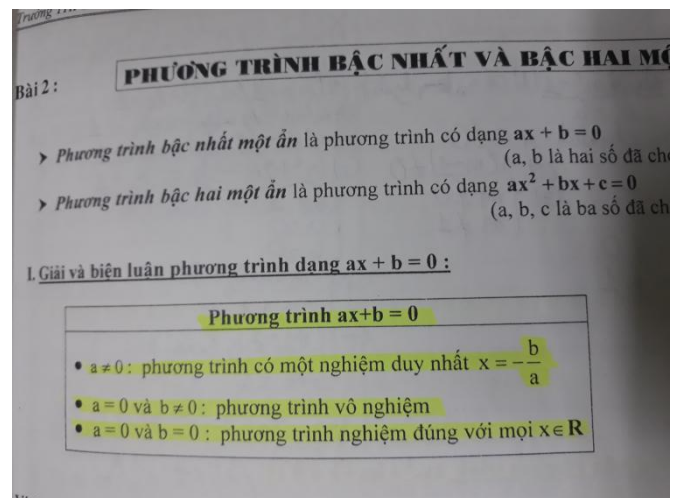 Trường
Bài 2 :
PHƯƠNG TRÌNH BẬC NHẤT VÀ BẬC HAI
➤ Phương trình bậc nhất một ẩn là phương trình có dạng ax + b = 0
(a, b là hai số đã
➤ Phương trình bậc hai một ẩn là phương trình có dạng ax² + bx + c = 0
(a, b, c là ba số đã
I. Giải và biện luận phương trình dạng ax + b = 0 :
Phương trình ax+b = 0
• a ≠ 0 : phương trình có một nghiệm duy nhất x = −b/a
• a = 0 và b ≠ 0 : phương trình vô nghiệm
• a = 0 và b = 0 : phương trình nghiệm đúng với mọi x ∈ R